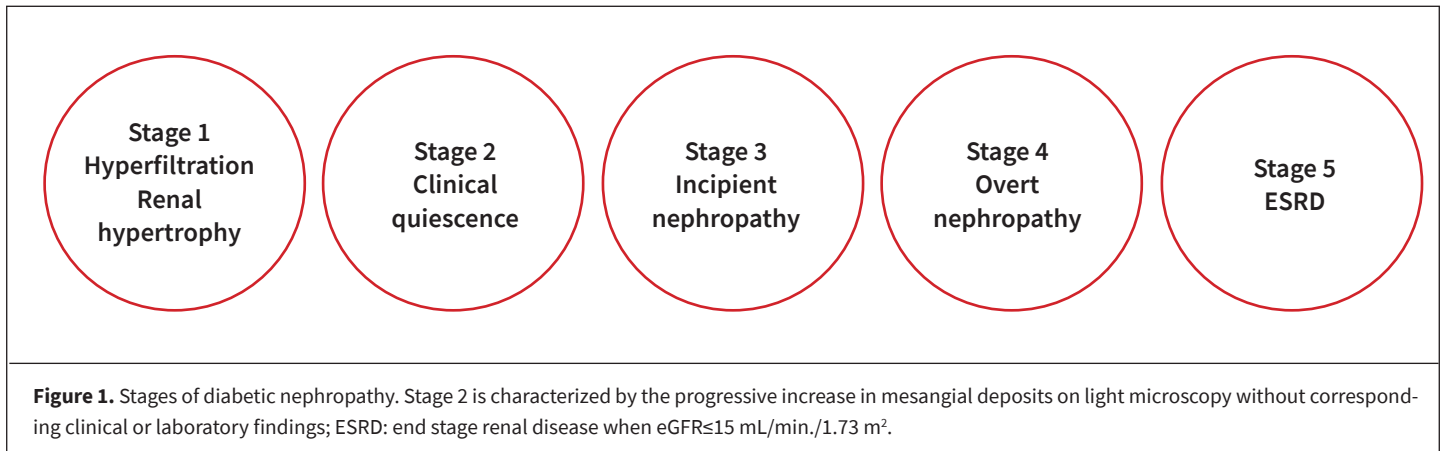 Stage 1
Hyperfiltration
Renal
hypertrophy
Stage 2
Clinical
quiescence
Stage 3
Incipient
nephropathy
Stage 4
Overt
nephropathy
Stage 5
ESRD
Figure 1. Stages of diabetic nephropathy. Stage 2 is characterized by the progressive increase in mesangial deposits on light microscopy without correspond-
ing clinical or laboratory findings; ESRD: end stage renal disease when eGFR≤15 mL/min./1.73 m².